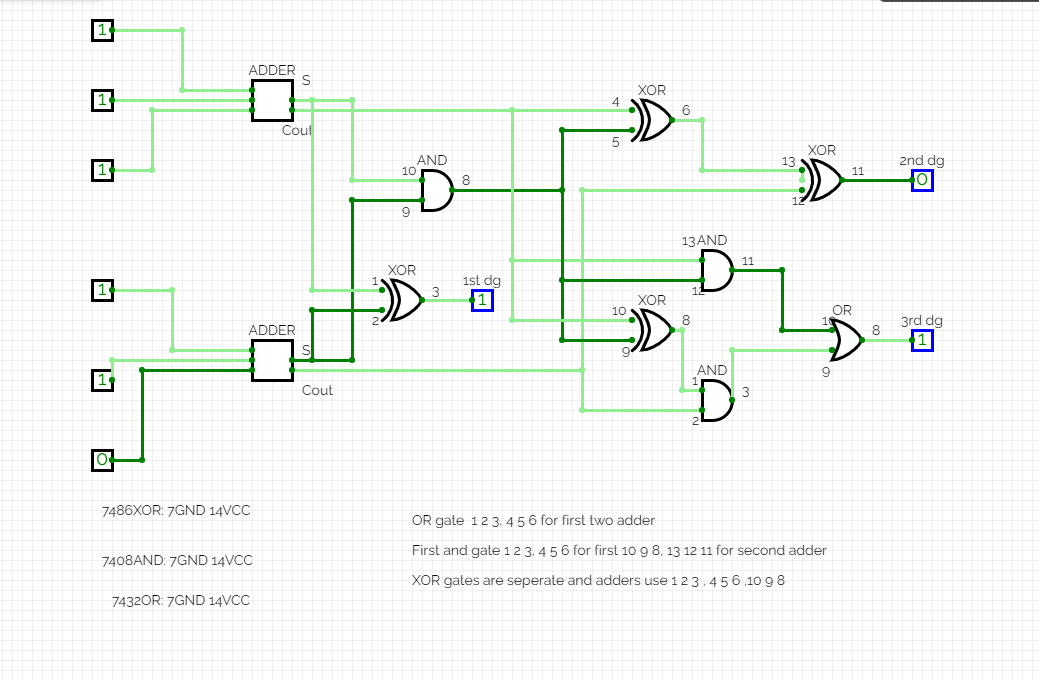 1
ADDER
S
1
Cout
1
XOR
4
6
5
XOR
13
11
12
2nd dg
0
AND
10
8
9
13 AND
11
12
XOR
1
3
2
1st dg
1
1
XOR
10
8
9
OR
10
8
9
3rd dg
1
ADDER
S
Cout
1
AND
1
3
2
0
7486XOR: 7GND 14VCC
OR gate 1 2 3, 4 5 6 for first two adder
First and gate 1 2 3, 4 5 6 for first 10 9 8, 13 12 11 for second adder
7408AND: 7GND 14VCC
XOR gates are seperate and adders use 1 2 3 , 4 5 6 ,10 9 8
7432OR: 7GND 14VCC